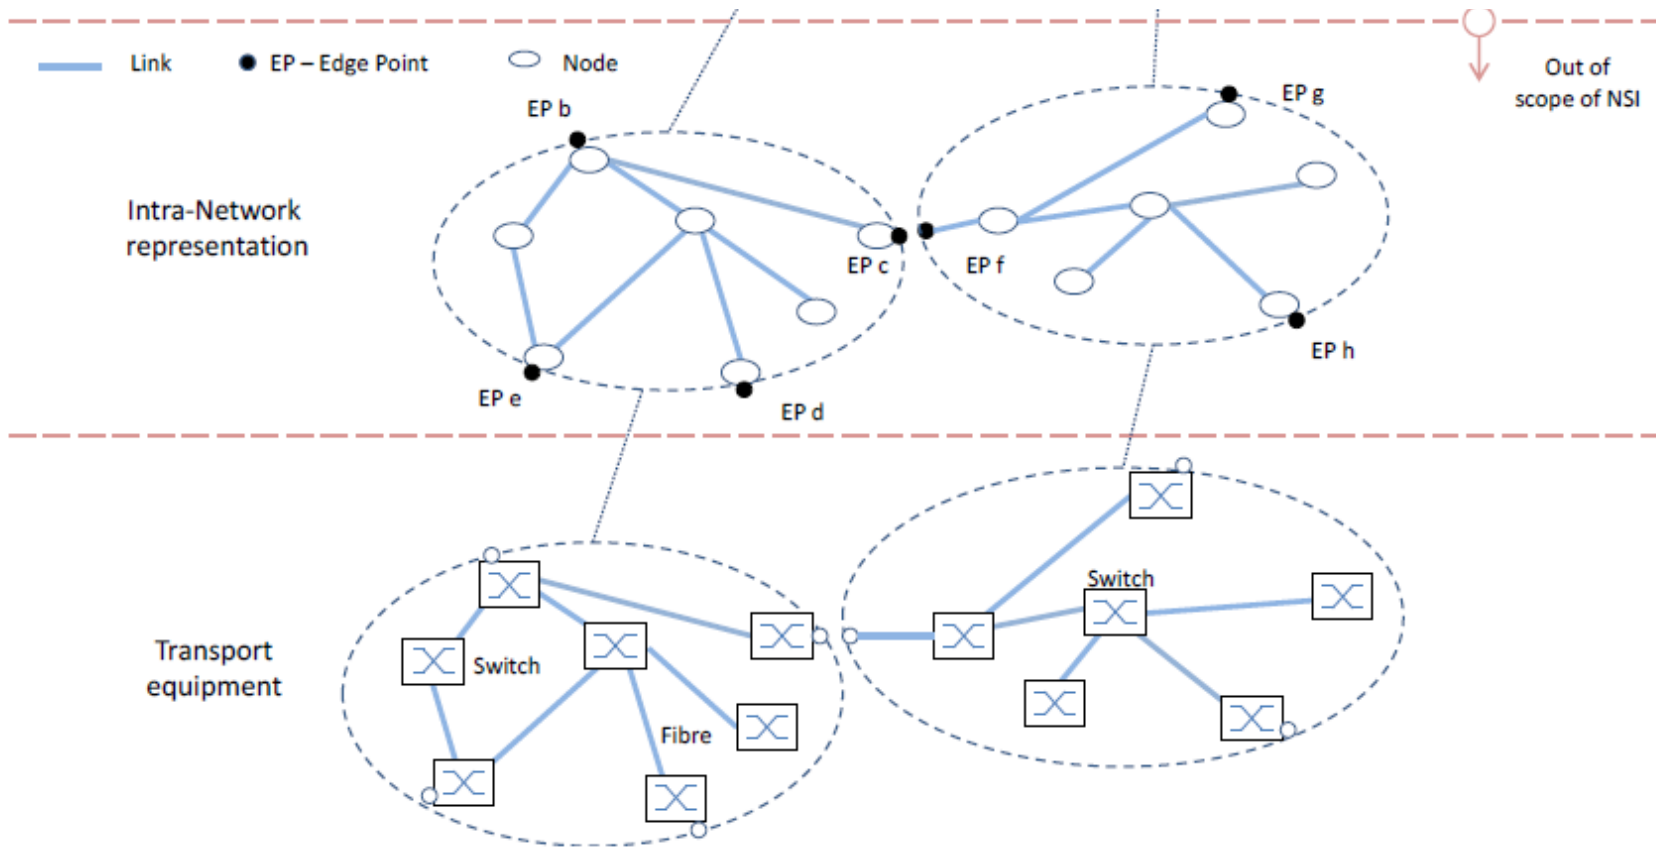 Link
EP – Edge Point
Node
Out of
scope of NSI
EP b
EP g
Intra-Network
representation
EP c
EP f
EP h
EP e
EP d
Switch
Transport
equipment
Switch
Fibre